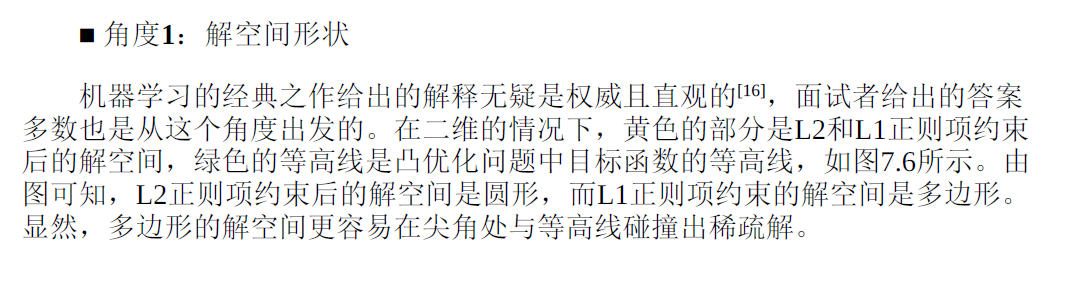 ■ 角度1：解空间形状
机器学习的经典之作给出的解释无疑是权威且直观的[16]，面试者给出的答案
多数也是从这个角度出发的。在二维的情况下，黄色的部分是L2和L1正则项约束
后的解空间，绿色的等高线是凸优化问题中目标函数的等高线，如图7.6所示。由
图可知，L2正则项约束后的解空间是圆形，而L1正则项约束的解空间是多边形。
显然，多边形的解空间更容易在尖角处与等高线碰撞出稀疏解。